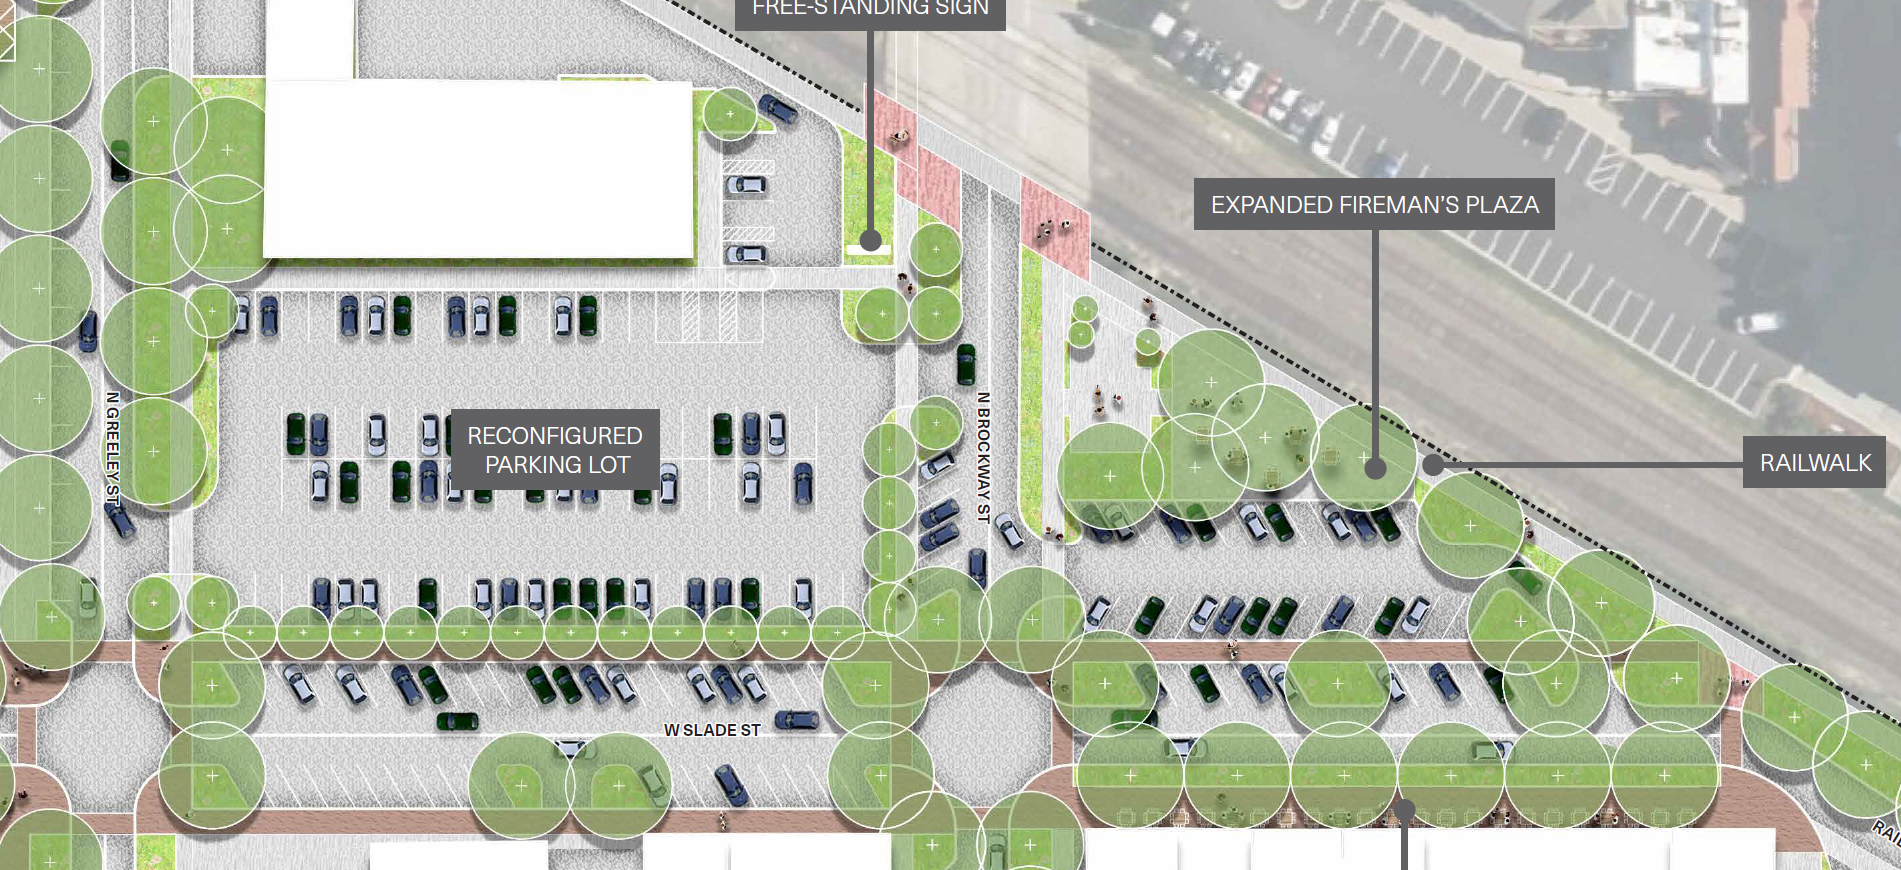 FREE-STANDING SIGN
EXPANDED FIREMAN'S PLAZA
N GREELEY ST
RECONFIGURED
PARKING LOT
N BROCKWAY ST
RAILWALK
W SLADE ST